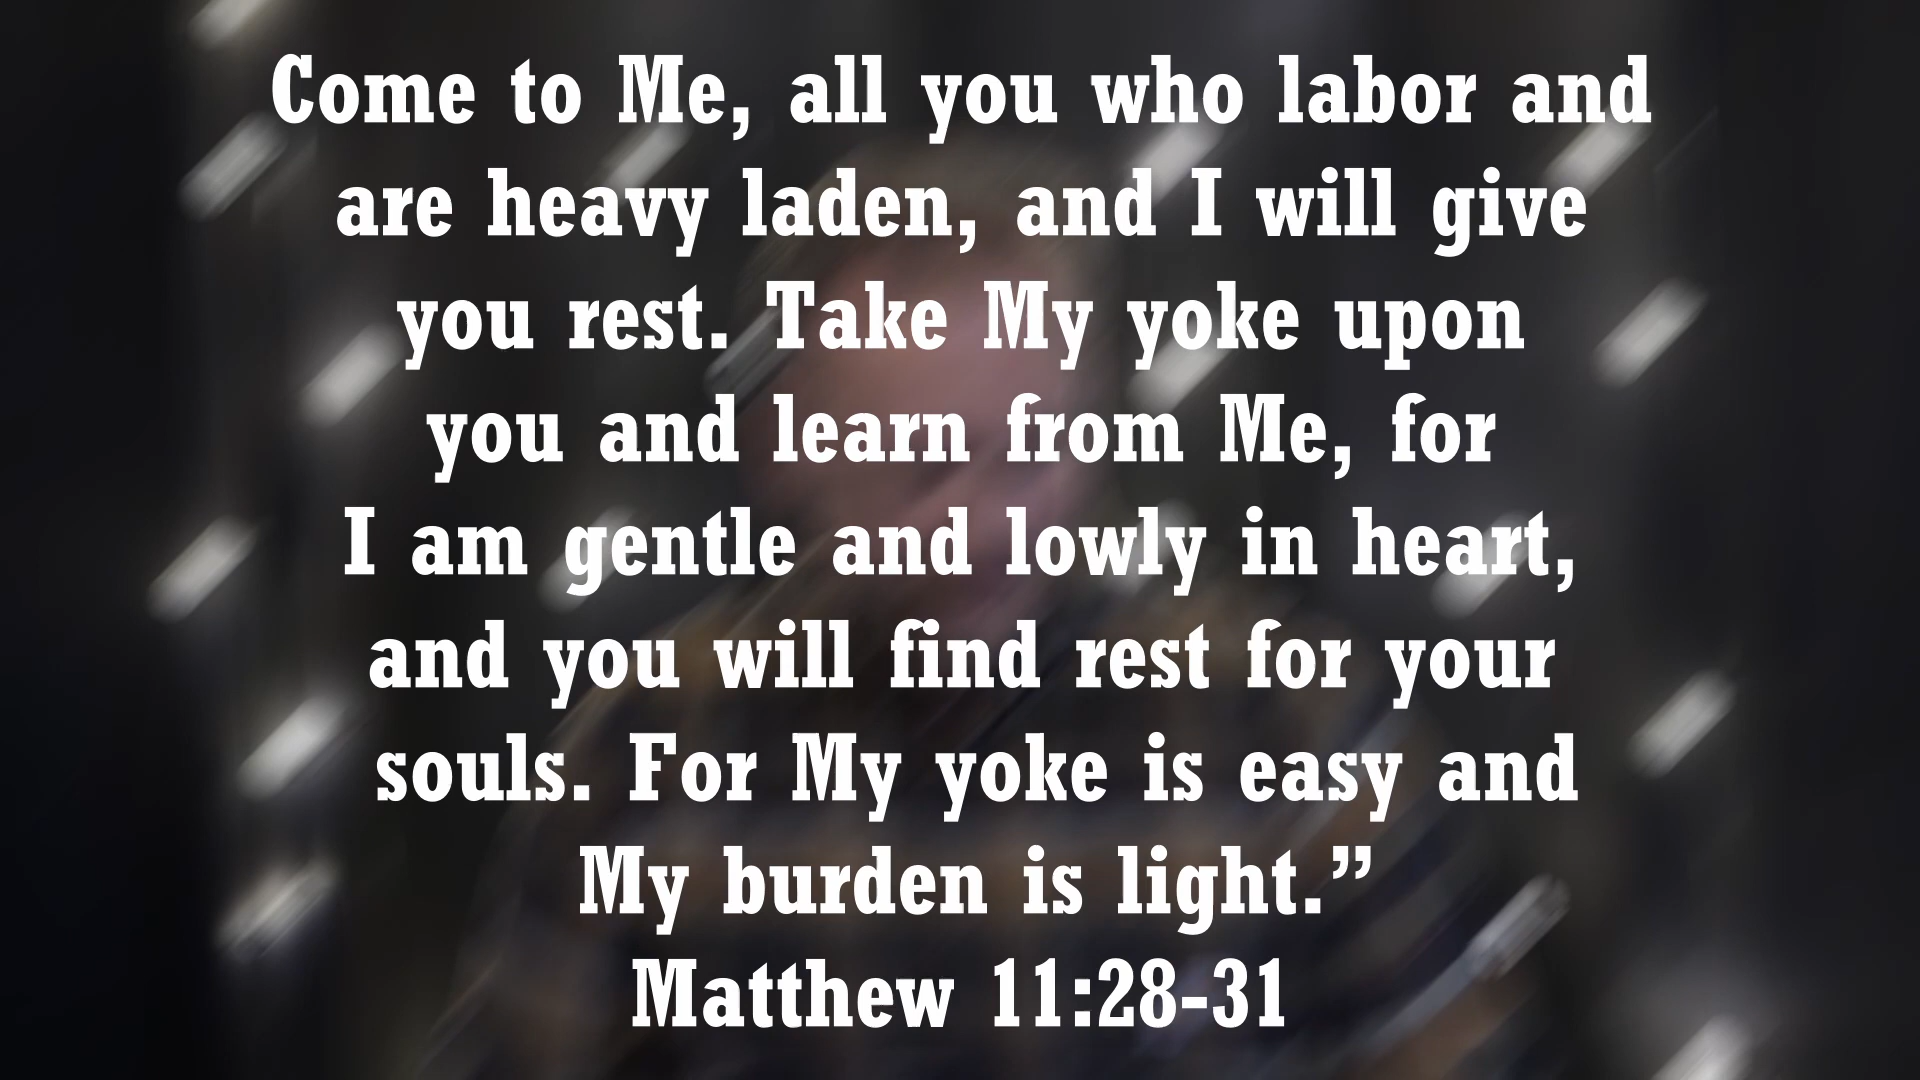 Come to Me, all you who labor and
are heavy laden, and I will give
you rest. Take My yoke upon
you and learn from Me, for
I am gentle and lowly in heart,
and you will find rest for your
souls. For My yoke is easy and
My burden is light.”
Matthew 11:28-31